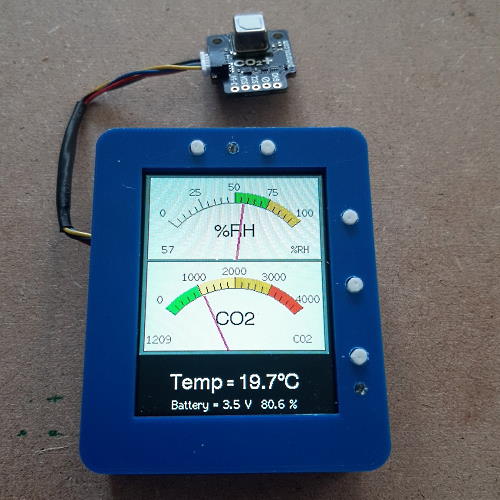 CO₂+
50
25 75
0 100
%RH
57 %RH
2000
1000 3000
0 4000
CO2
1209 CO2
Temp = 19.7°C
Battery = 3.5 V 80.6 %